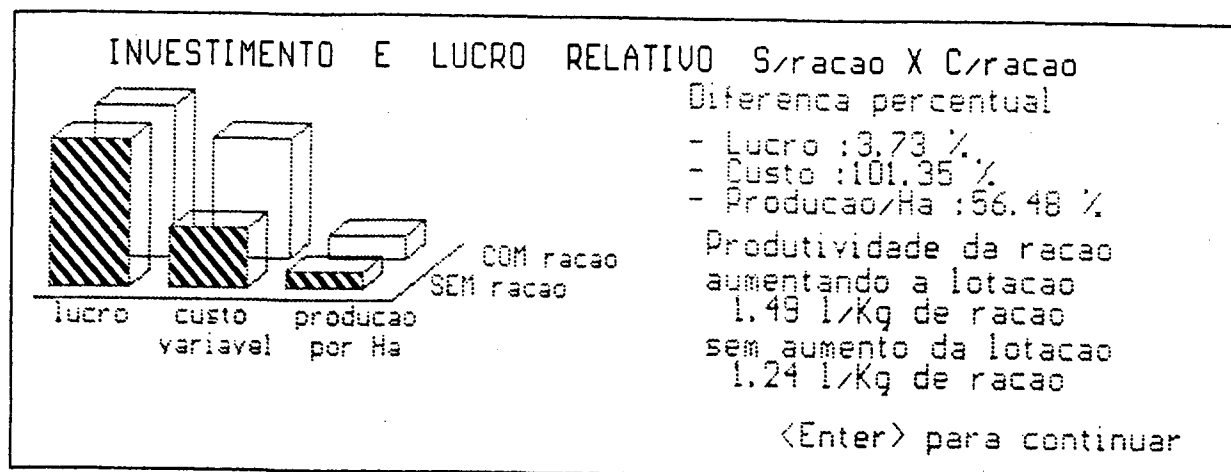 INVESTIMENTO E LUCRO RELATIVO S/racao X C/racao
Diferenca percentual
- Lucro :3.73 %
- Custo :101.35 %
- Producao/Ha :56.48 %
Produtividade da racao
aumentando a lotacao
1.49 l/Kg de racao
sem aumento da lotacao
1.24 l/Kg de racao
COM racao
SEM racao
lucro custo producao
variavel por Ha
<Enter> para continuar